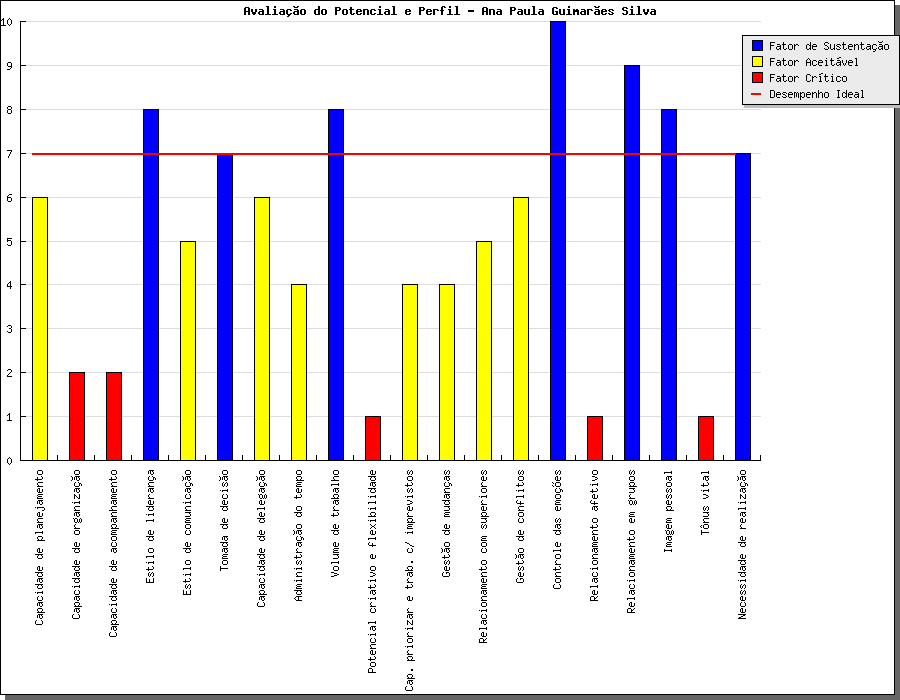 Avaliação do Potencial e Perfil - Ana Paula Guimarães Silva
Fator de Sustentação
Fator Aceitável
Fator Crítico
Desempenho Ideal
10
9
8
7
6
5
4
3
2
1
0
Capacidade de planejamento
Capacidade de organização
Capacidade de acompanhamento
Estilo de liderança
Estilo de comunicação
Tomada de decisão
Capacidade de delegação
Administração do tempo
Volume de trabalho
Potencial criativo e flexibilidade
Cap. priorizar e trab. c/ imprevistos
Gestão de mudanças
Relacionamento com superiores
Gestão de conflitos
Controle das emoções
Relacionamento afetivo
Relacionamento em grupos
Imagem pessoal
Tônus vital
Necessidade de realização